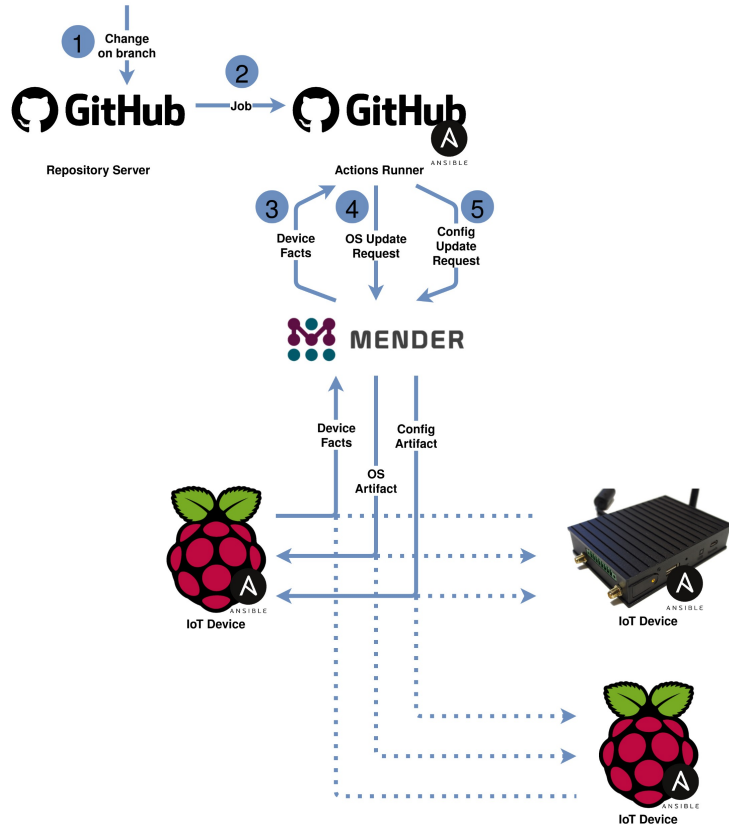 1
Change
on branch
2
Job
GitHub
GitHub
ANSIBLE
Repository Server
Actions Runner
3
4
5
Device
Facts
OS Update
Request
Config
Update
Request
MENDER
Device
Facts
Config
Artifact
OS
Artifact
ANSIBLE
IoT Device
ANSIBLE
IoT Device
ANSIBLE
IoT Device